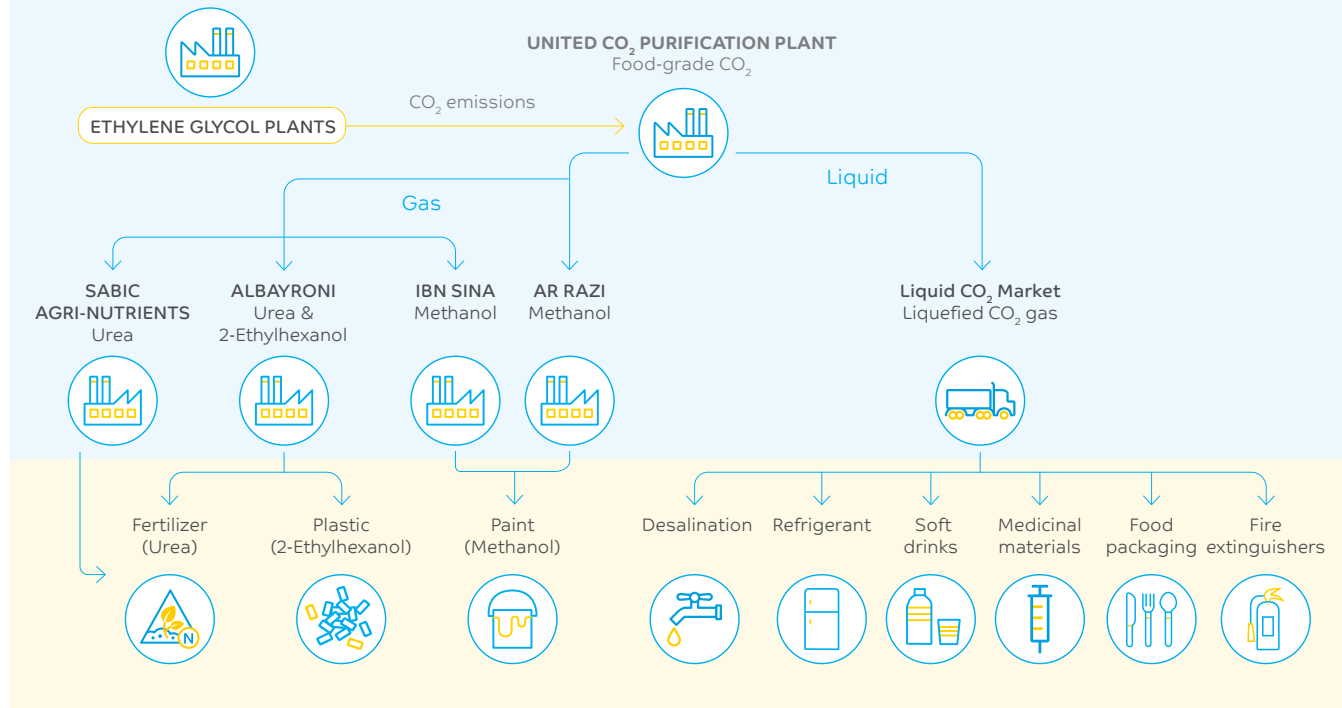 UNITED CO₂ PURIFICATION PLANT
Food-grade CO₂
CO₂ emissions
ETHYLENE GLYCOL PLANTS
Liquid
Gas
SABIC
AGRI-NUTRIENTS
Urea
ALBAYRONI
Urea &
2-Ethylhexanol
IBN SINA
Methanol
AR RAZI
Methanol
Liquid CO₂ Market
Liquefied CO₂ gas
Fertilizer
(Urea)
Plastic
(2-Ethylhexanol)
Paint
(Methanol)
Desalination
Refrigerant
Soft
drinks
Medicinal
materials
Food
packaging
Fire
extinguishers
N